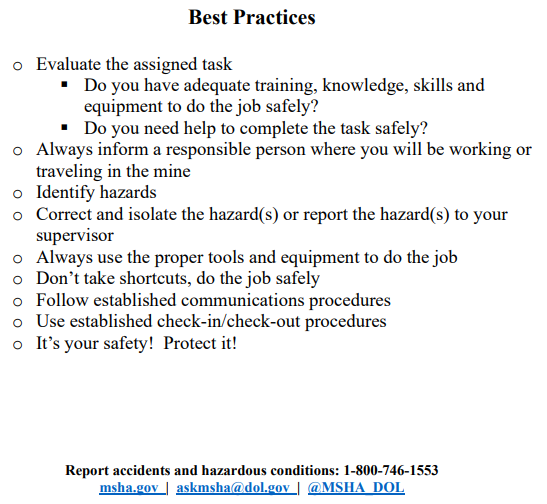 Best Practices
o Evaluate the assigned task
▪ Do you have adequate training, knowledge, skills and
equipment to do the job safely?
▪ Do you need help to complete the task safely?
o Always inform a responsible person where you will be working or
traveling in the mine
o Identify hazards
o Correct and isolate the hazard(s) or report the hazard(s) to your
supervisor
o Always use the proper tools and equipment to do the job
o Don’t take shortcuts, do the job safely
o Follow established communications procedures
o Use established check-in/check-out procedures
o It’s your safety!  Protect it!
Report accidents and hazardous conditions: 1-800-746-1553
msha.gov | askmsha@dol.gov | @MSHA_DOL